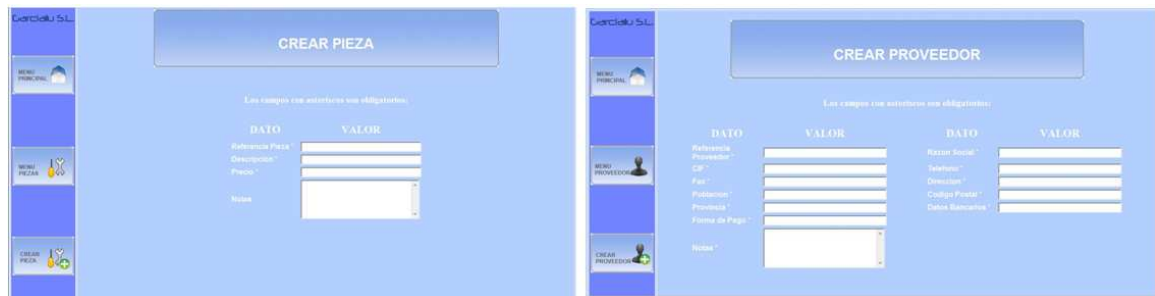 Garcialu S.L.
CREAR PIEZA
MENU
PRINCIPAL
Los campos con asteriscos son obligatorios:
DATO VALOR
Referencia Pieza *
Descripcion *
Precio *
MENU
PIEZAS
Notas
CREAR
PIEZA
Garcialu S.L.
CREAR PROVEEDOR
MENU
PRINCIPAL
Los campos con asteriscos son obligatorios:
DATO VALOR DATO VALOR
Referencia
Proveedor *
Razon Social *
CIF * Telefono *
MENU
PROVEEDOR
Fax * Direccion *
Poblacion * Codigo Postal *
Provincia * Datos Bancarios *
Forma de Pago *
Notas *
CREAR
PROVEEDOR